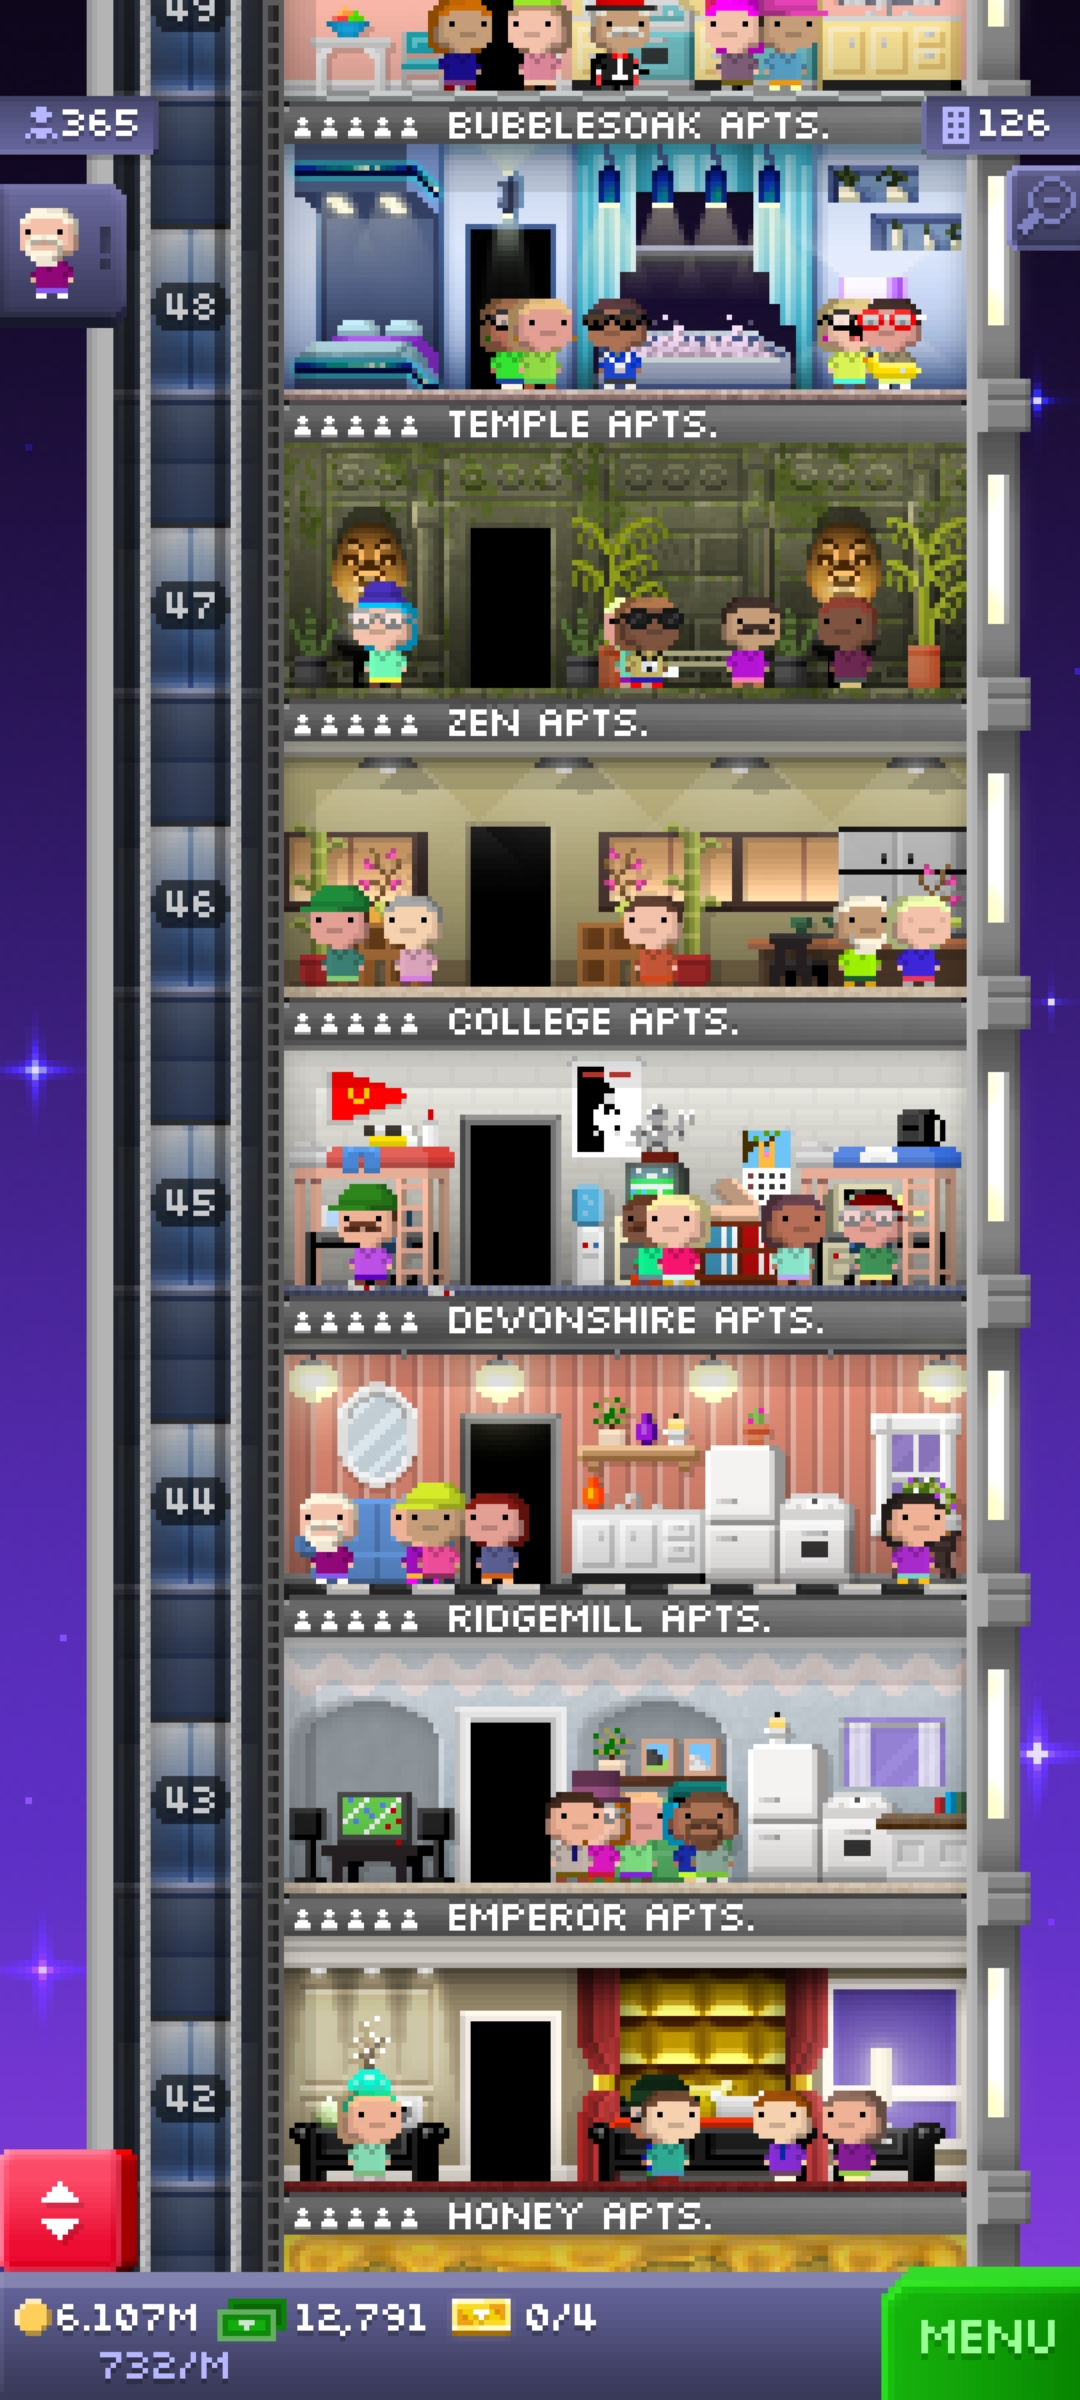 49
365
BUBBLESOAK APTS.
126
48
TEMPLE APTS.
47
ZEN APTS.
46
COLLEGE APTS.
45
DEVONSHIRE APTS.
44
RIDGEMILL APTS.
43
EMPEROR APTS.
42
HONEY APTS.
6.107M 12,791 0/4
732/M
MENU